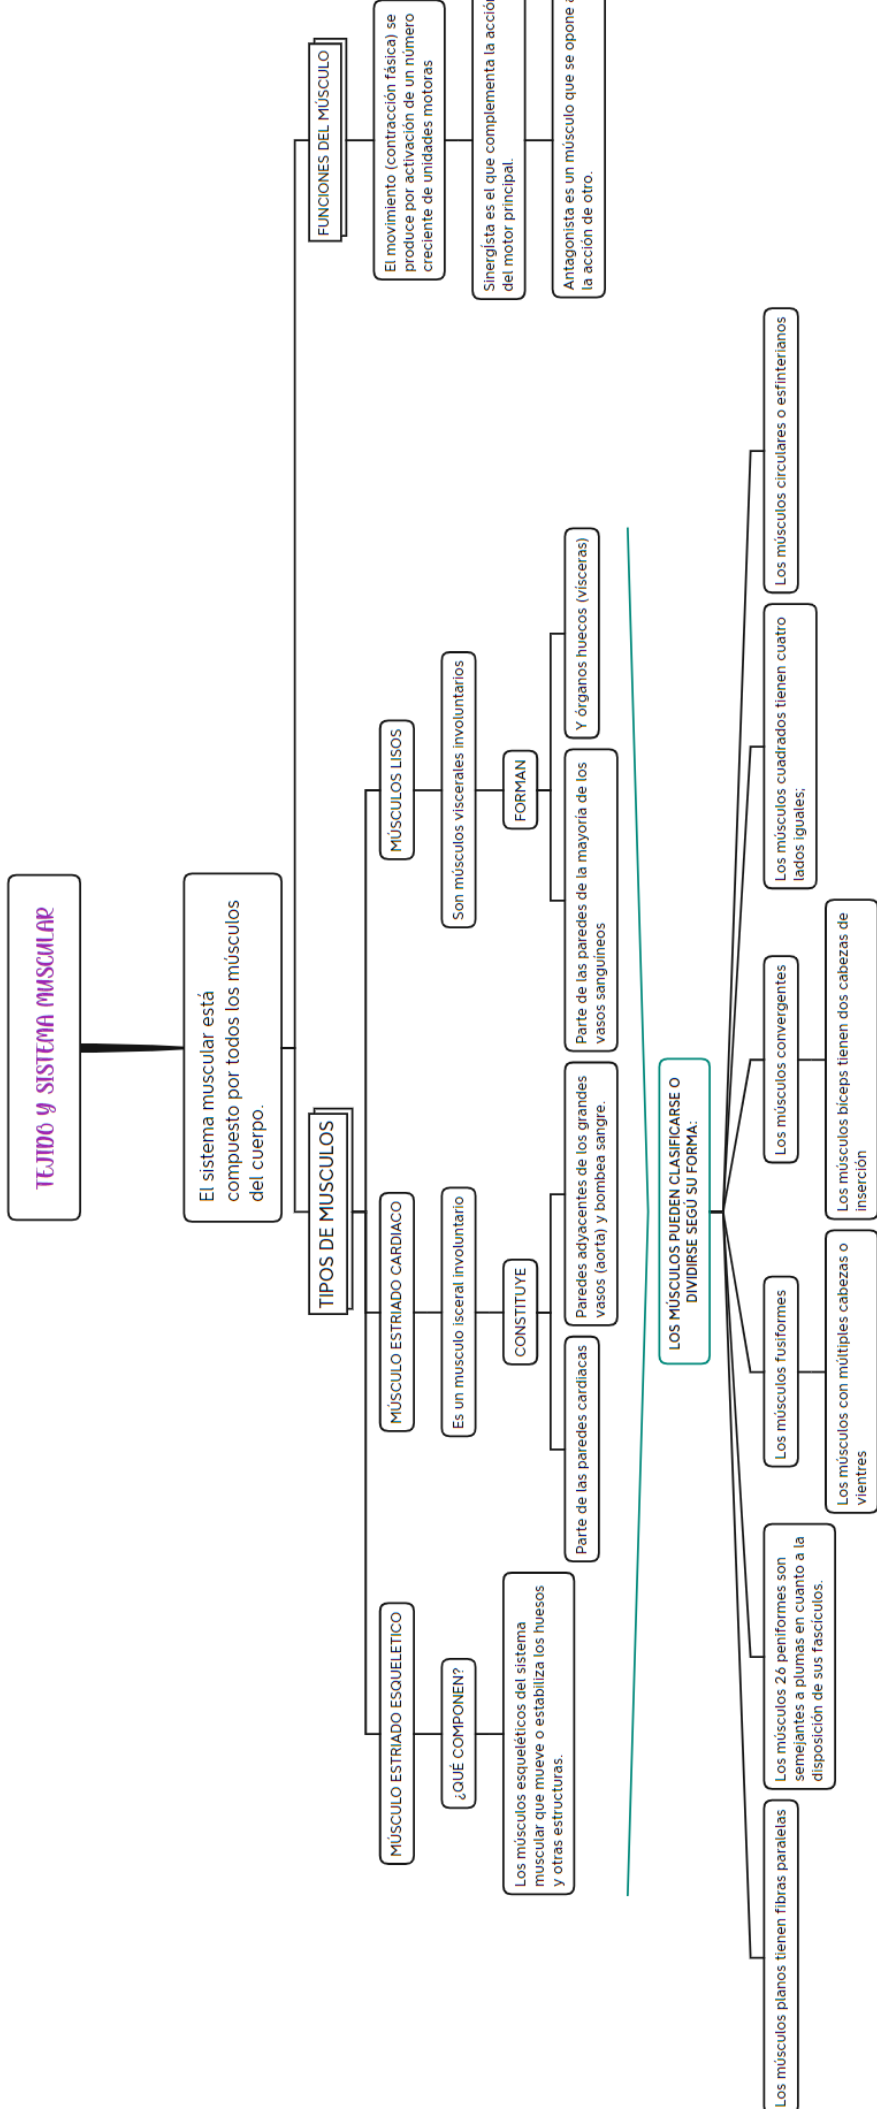 TEJIDO Y SISTEMA MUSCULAR
El sistema muscular está
compuesto por todos los músculos
del cuerpo.
TIPOS DE MUSCULOS
MÚSCULO ESTRIADO ESQUELETICO
¿QUÉ COMPONEN?
Los músculos esqueléticos del sistema
muscular que mueve o estabiliza los huesos
y otras estructuras.
MÚSCULO ESTRIADO CARDIACO
Es un musculo isceral involuntario
CONSTITUYE
Parte de las paredes cardiacas
Paredes adyacentes de los grandes
vasos (aorta) y bombea sangre.
MÚSCULOS LISOS
Son músculos viscerales involuntarios
FORMAN
Parte de las paredes de la mayoría de los
vasos sanguineos
Y órganos huecos (vísceras)
FUNCIONES DEL MÚSCULO
El movimiento (contracción fásica) se
produce por activación de un número
creciente de unidades motoras
Sinergista es el que complementa la acción
del motor principal.
Antagonista es un músculo que se opone a
la acción de otro.
LOS MÚSCULOS PUEDEN CLASIFICARSE O
DIVIDIRSE SEGÚ SU FORMA:
Los músculos planos tienen fibras paralelas
Los músculos 26 peniformes son
semejantes a plumas en cuanto a la
disposición de sus fascículos.
Los músculos fusiformes
Los músculos con múltiples cabezas o
vientres
Los músculos convergentes
Los músculos bíceps tienen dos cabezas de
inserción
Los músculos cuadrados tienen cuatro
lados iguales;
Los músculos circulares o esfinterianos